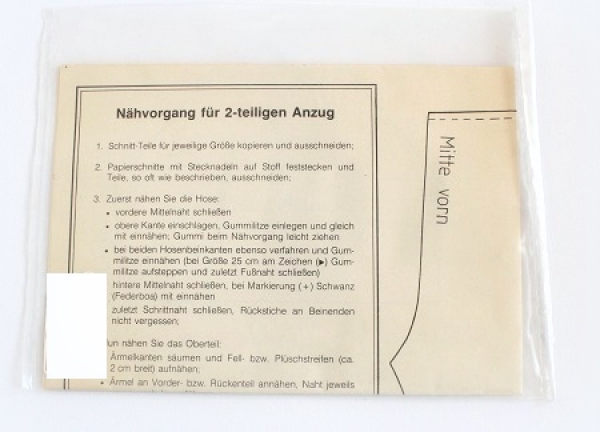 Nähvorgang für 2-teiligen Anzug
1. Schnitt-Teile für jeweilige Größe kopieren und ausschneiden;
2. Papierschnitte mit Stecknadeln auf Stoff feststecken und
Teile, so oft wie beschrieben, ausschneiden;
3. Zuerst nähen Sie die Hose:
• vordere Mittelnaht schließen
• obere Kante einschlagen, Gummilitze einlegen und gleich
mit einnähen; Gummi beim Nähvorgang leicht ziehen
• bei beiden Hosenbeinkanten ebenso verfahren und Gum-
militze einnähen (bei Größe 25 cm am Zeichen (▶) Gum-
militze aufsteppen und zuletzt Fußnaht schließen)
hintere Mittelnaht schließen, bei Markierung (+) Schwanz
(Federboa) mit einnähen
zuletzt Schrittnaht schließen, Rückstiche an Beinenden
nicht vergessen;
un nähen Sie das Oberteil:
Ärmelkanten säumen und Fell- bzw. Plüschstreifen (ca.
2 cm breit) aufnähen;
• Ärmel an Vorder- bzw. Rückenteil annähen, Naht jeweils
Mitte vorn